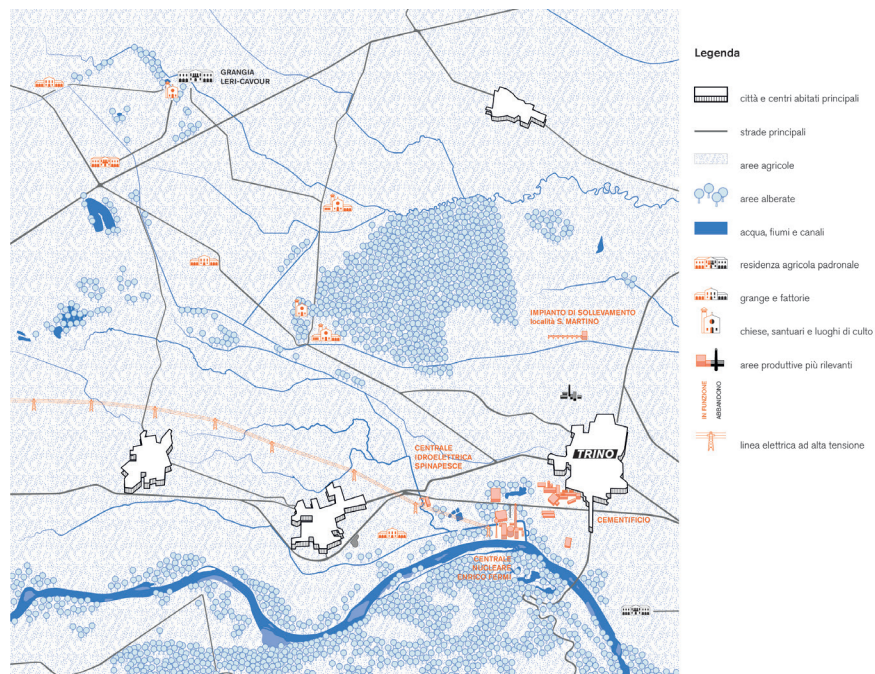 GRANGIA
LERI-CAVOUR
IMPIANTO DI SOLLEVAMENTO
località S. MARTINO
CENTRALE
IDROELETTRICA
SPINAPESCE
TRINO
CEMENTIFICIO
CENTRALE
NUCLEARE
ENRICO FERMI
Legenda
città e centri abitati principali
strade principali
aree agricole
aree alberate
acqua, fiumi e canali
residenza agricola padronale
grange e fattorie
chiese, santuari e luoghi di culto
aree produttive più rilevanti
IN FUNZIONE
ABBANDONO
linea elettrica ad alta tensione